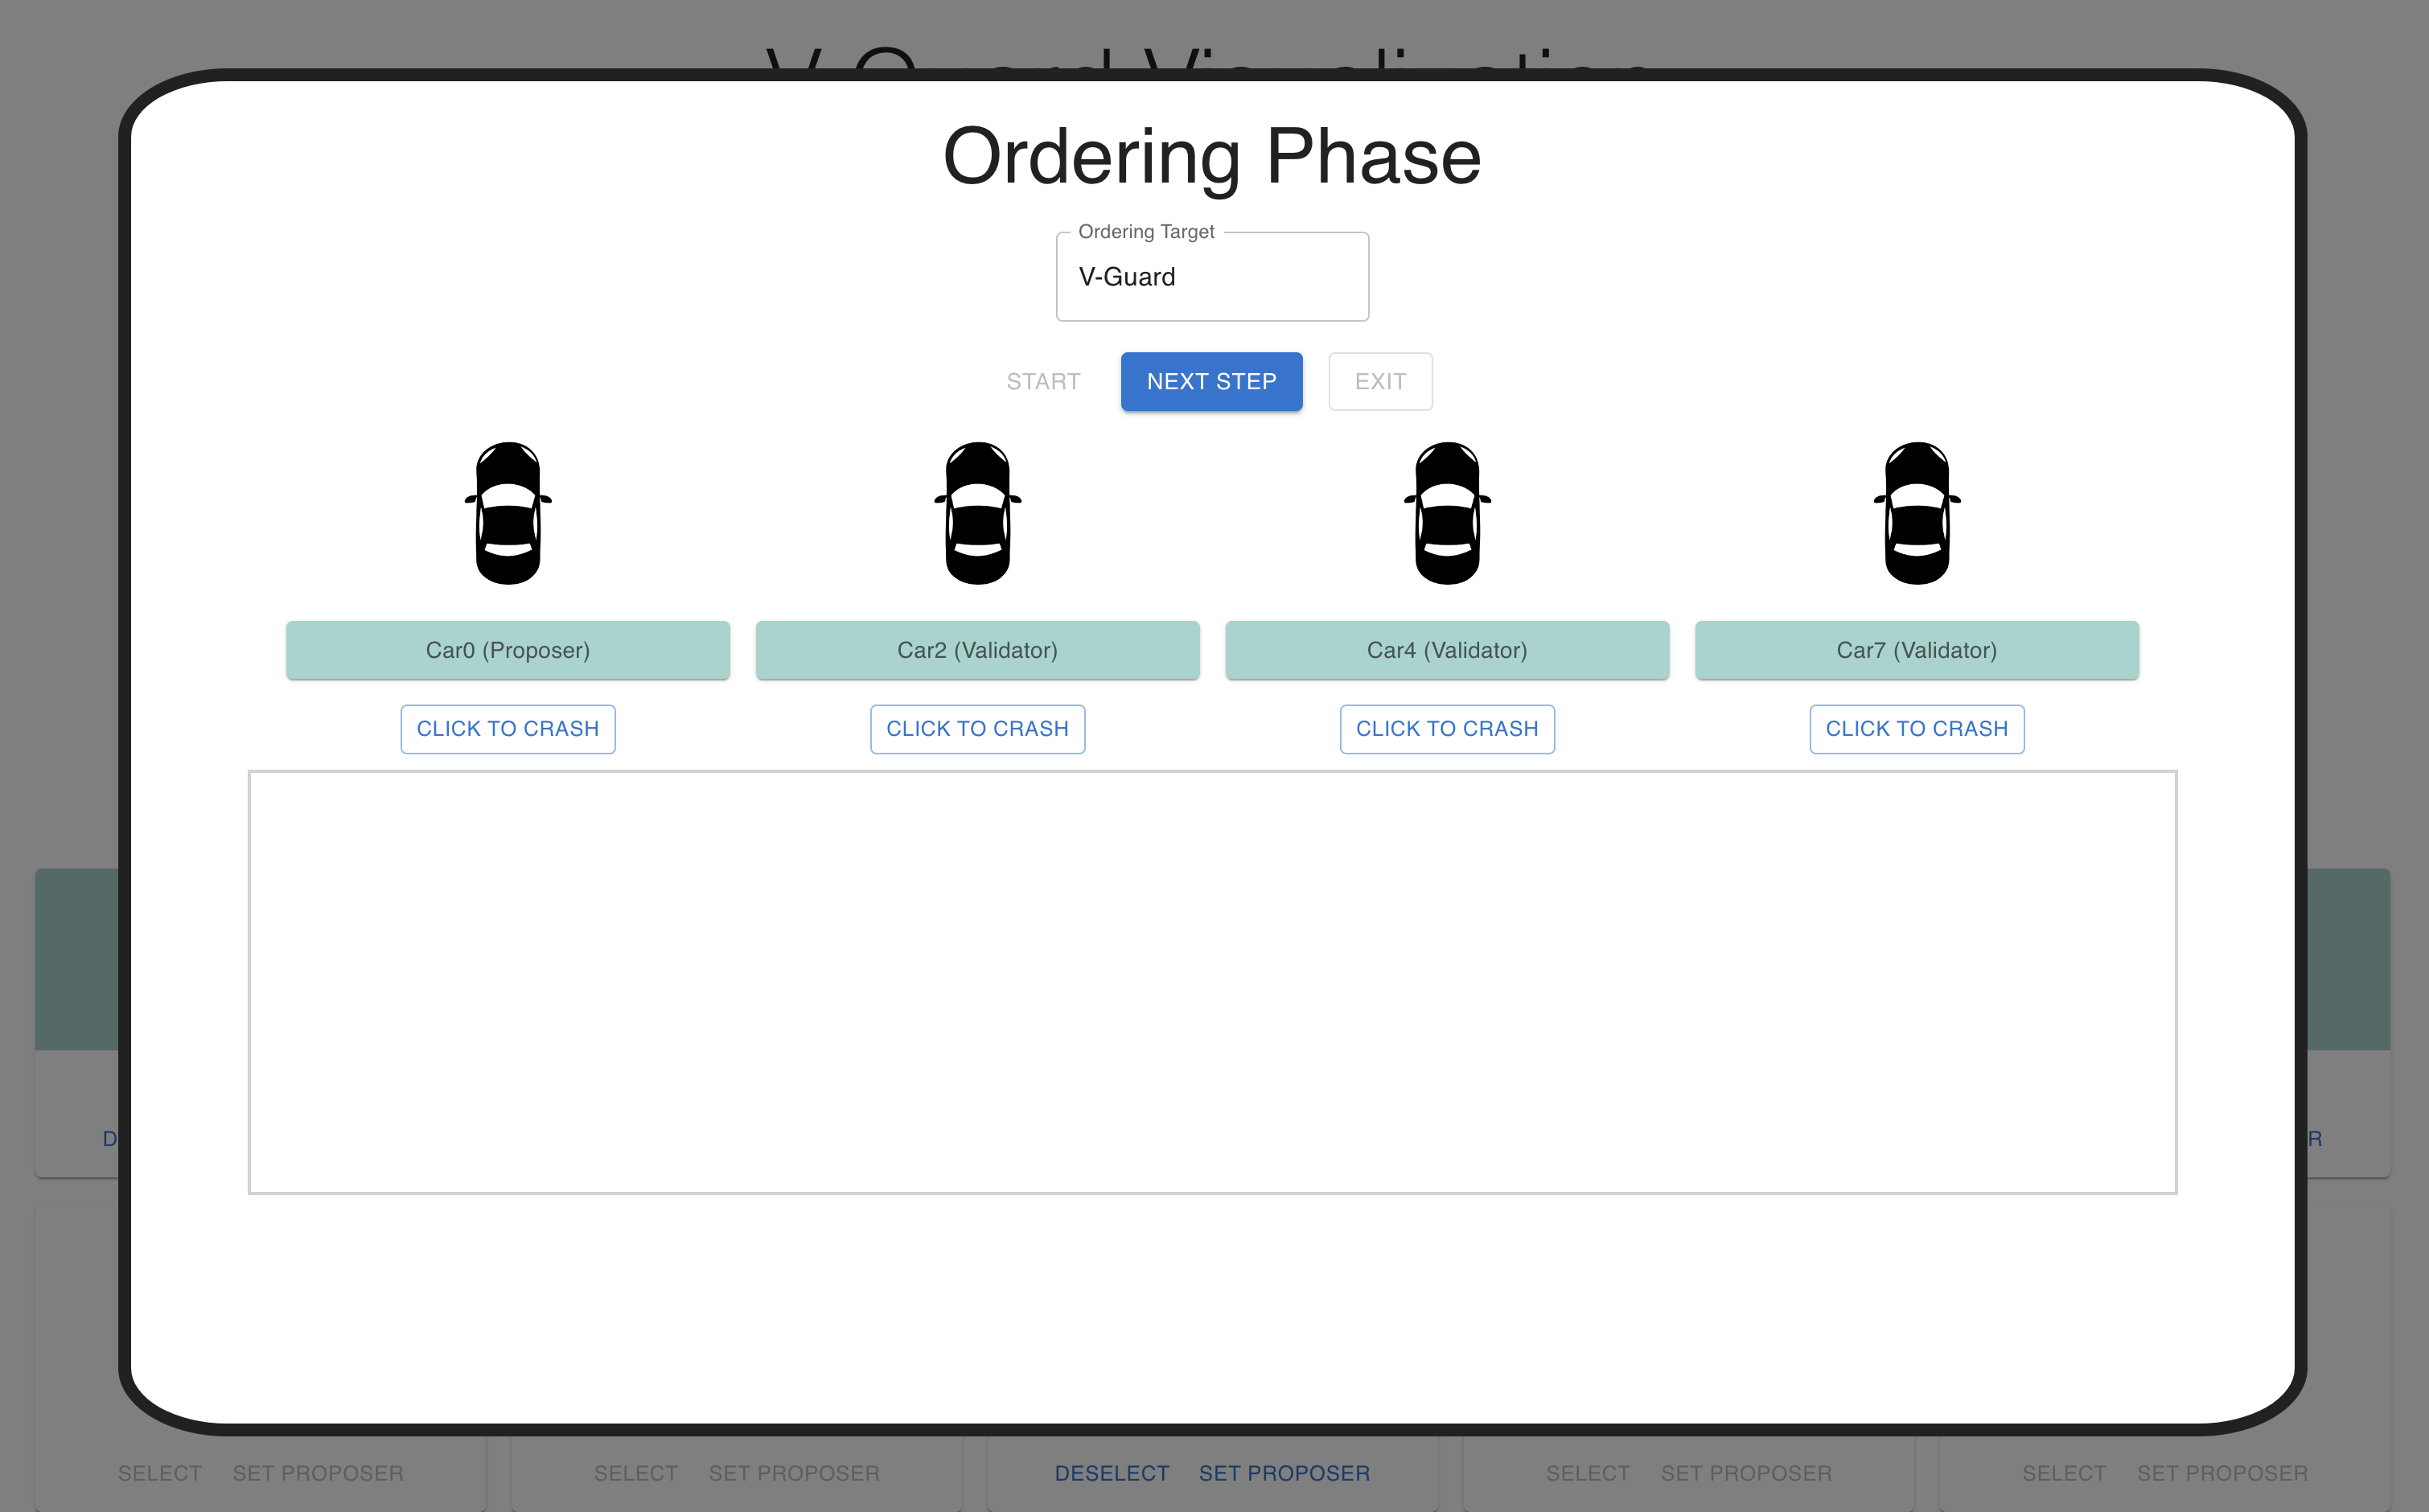 Ordering Phase
Ordering Target
V-Guard
START NEXT STEP EXIT
Car0 (Proposer) Car2 (Validator) Car4 (Validator) Car7 (Validator)
CLICK TO CRASH CLICK TO CRASH CLICK TO CRASH CLICK TO CRASH
SELECT SET PROPOSER SELECT SET PROPOSER DESELECT SET PROPOSER SELECT SET PROPOSER SELECT SET PROPOSER